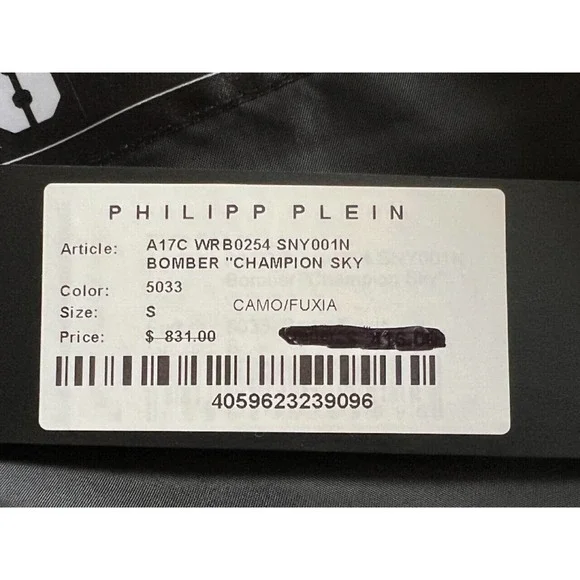 PHILIPP PLEIN
Article: A17C WRB0254 SNY001N
BOMBER "CHAMPION SKY
Color: 5033
CAMO/FUXIA
Size: S
Price: $ 831.00
4059623239096